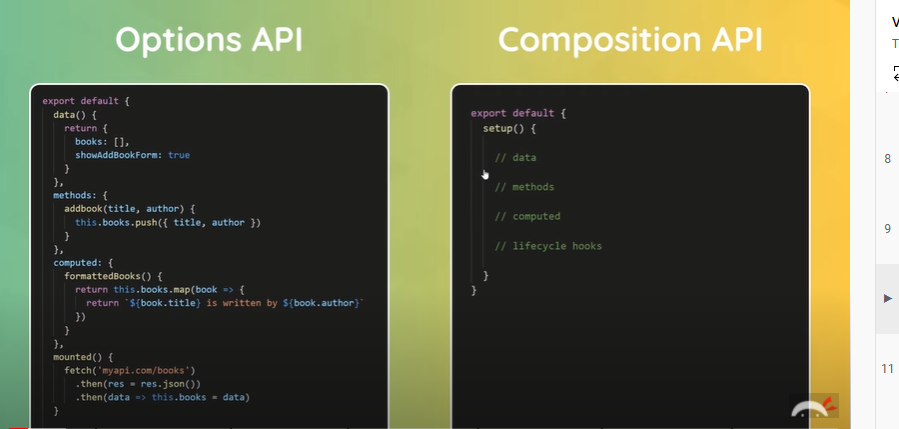 Options API
export default {
data() {
return {
books: [],
showAddBookForm: true
}
},
methods: {
addbook(title, author) {
this.books.push({ title, author })
}
},
computed: {
formattedBooks() {
return this.books.map(book => {
return `${book.title} is written by ${book.author}`
})
}
},
mounted() {
fetch('myapi.com/books')
.then(res = res.json())
.then(data => this.books = data)
}
Composition API
export default {
setup() {
// data
// methods
// computed
// lifecycle hooks
}
}
V
T
8
9
11